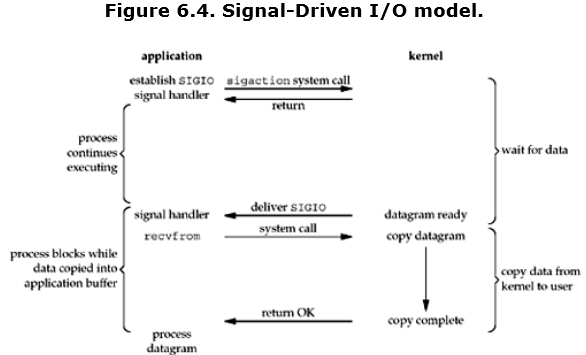 Figure 6.4. Signal-Driven I/O model.
application
kernel
establish SIGIO
signal handler
sigaction system call
return
process
continues
executing
wait for data
signal handler
deliver SIGIO
datagram ready
recvfrom
system call
copy datagram
process blocks while
data copied into
application buffer
copy data from
kernel to user
return OK
copy complete
process
datagram